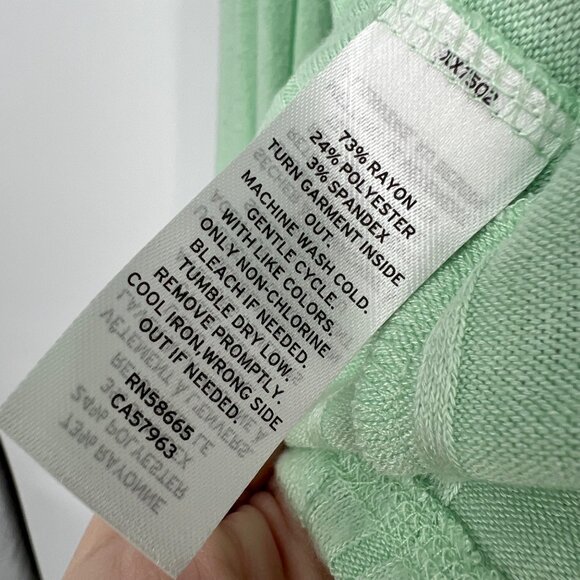 73% RAYON
24% POLYESTER
3% SPANDEX
TURN GARMENT INSIDE
OUT.
MACHINE WASH COLD.
GENTLE CYCLE.
WITH LIKE COLORS.
ONLY NON-CHLORINE
BLEACH IF NEEDED.
TUMBLE DRY LOW.
REMOVE PROMPTLY.
COOL IRON WRONG SIDE
OUT IF NEEDED.
RN58665
CA57963